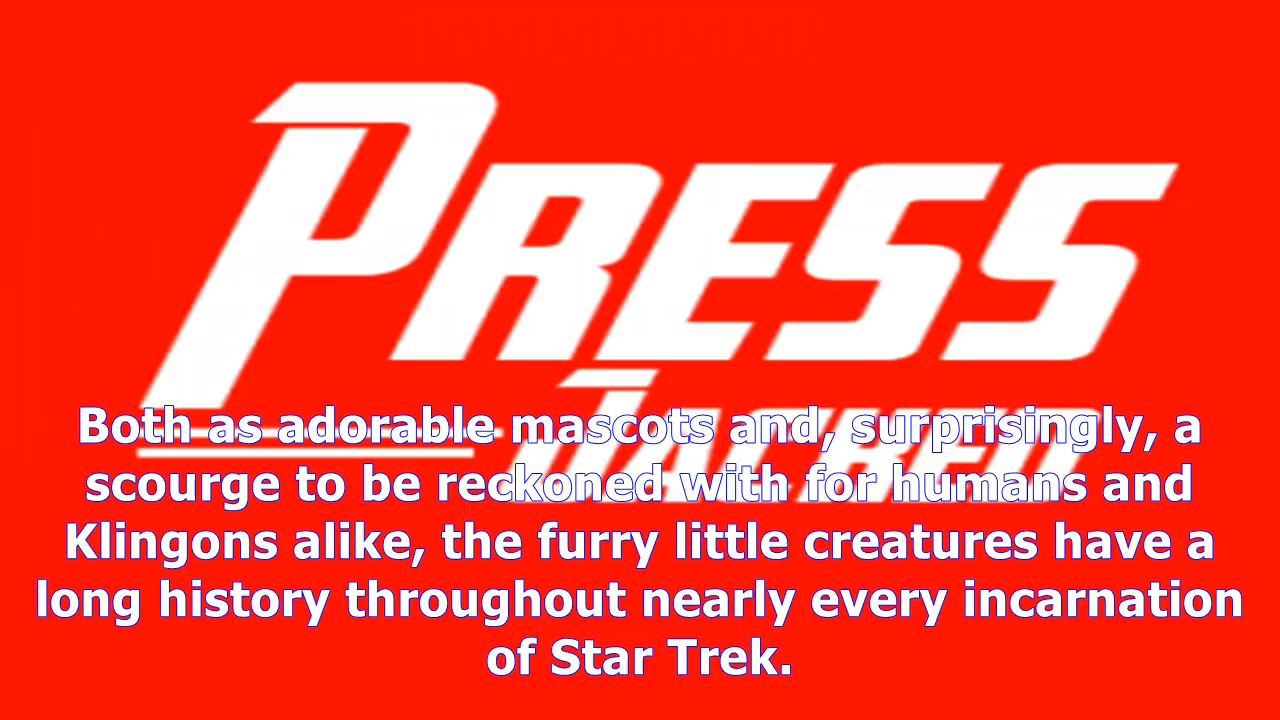 PRESS
JACKED
Both as adorable mascots and, surprisingly, a
scourge to be reckoned with for humans and
Klingons alike, the furry little creatures have a
long history throughout nearly every incarnation
of Star Trek.